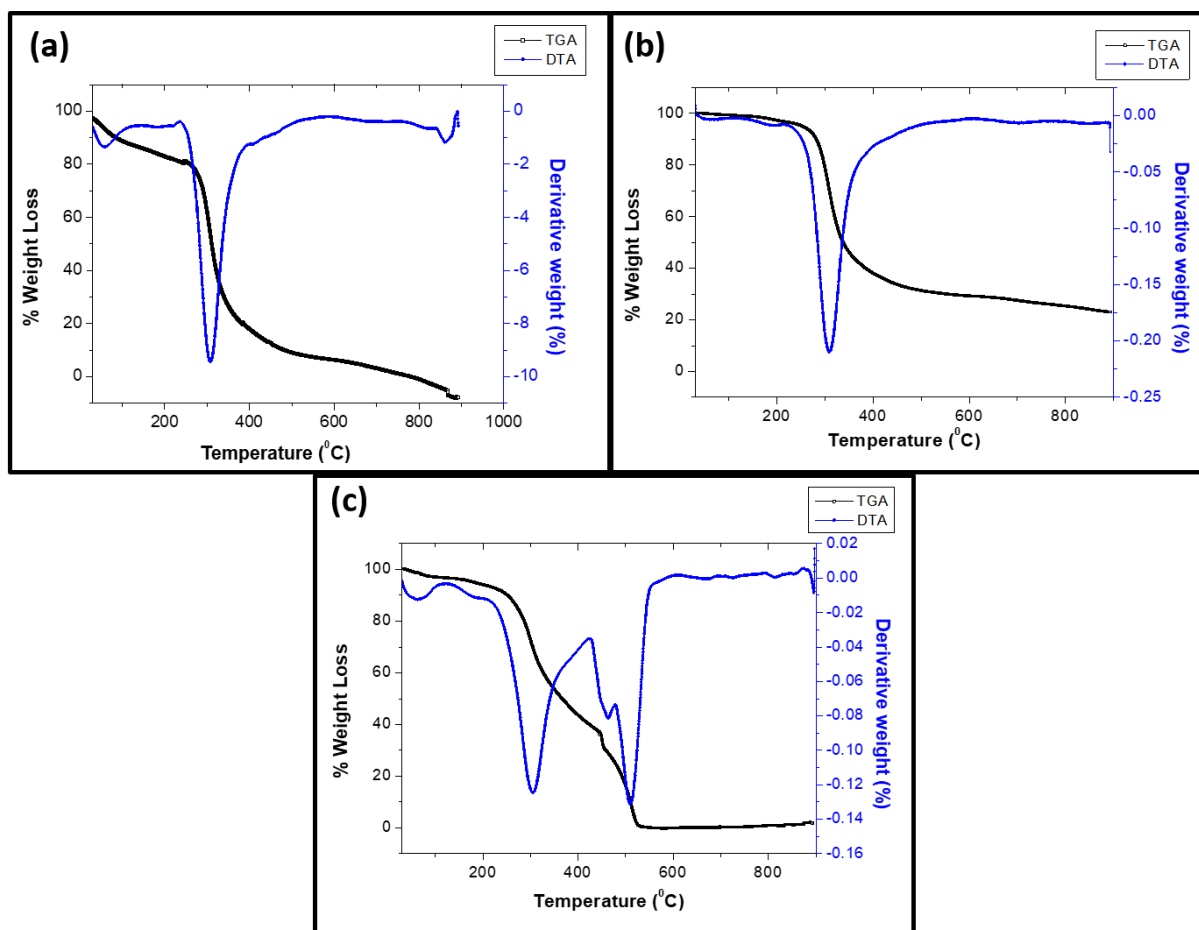 (a)
TGA
DTA
100
80
60
40
20
0
% Weight Loss
0
-2
-4
-6
-8
-10
Derivative weight (%)
200
400
600
800
1000
Temperature (⁰C)
(b)
TGA
DTA
100
80
60
40
20
0
% Weight Loss
0.00
-0.05
-0.10
-0.15
-0.20
-0.25
Derivative weight (%)
200
400
600
800
Temperature (⁰C)
(c)
TGA
DTA
100
80
60
40
20
0
% Weight Loss
0.02
0.00
-0.02
-0.04
-0.06
-0.08
-0.10
-0.12
-0.14
-0.16
Derivative weight (%)
200
400
600
800
Temperature (⁰C)